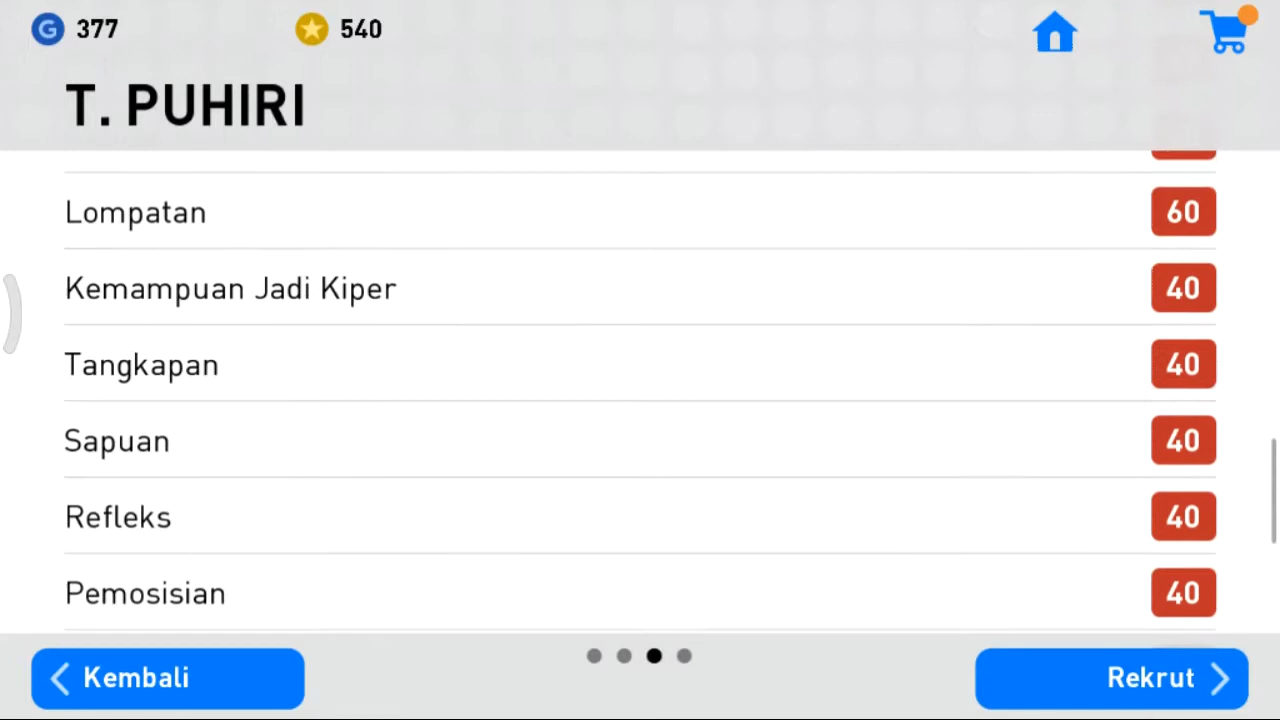 377
540
T. PUHIRI
Lompatan 60
Kemampuan Jadi Kiper 40
Tangkapan 40
Sapuan 40
Refleks 40
Pemosisian 40
Kembali
Rekrut